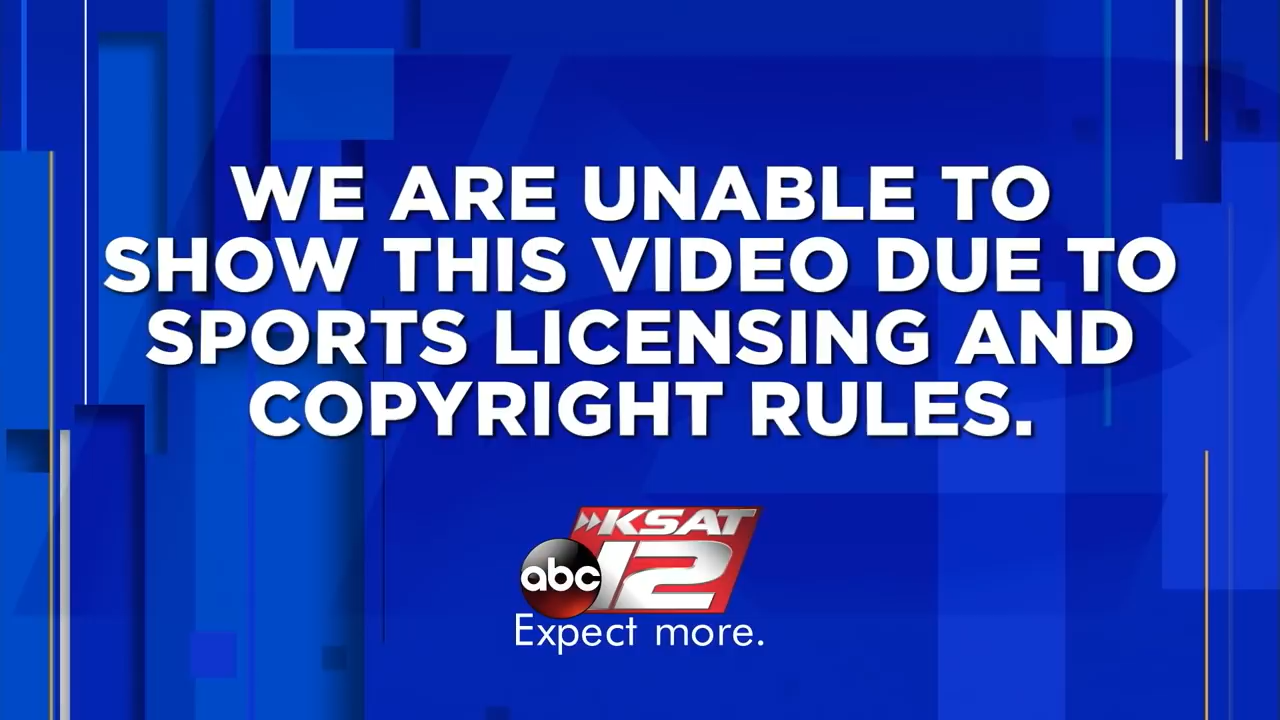 WE ARE UNABLE TO
SHOW THIS VIDEO DUE TO
SPORTS LICENSING AND
COPYRIGHT RULES.
KSAT
abc 12
Expect more.